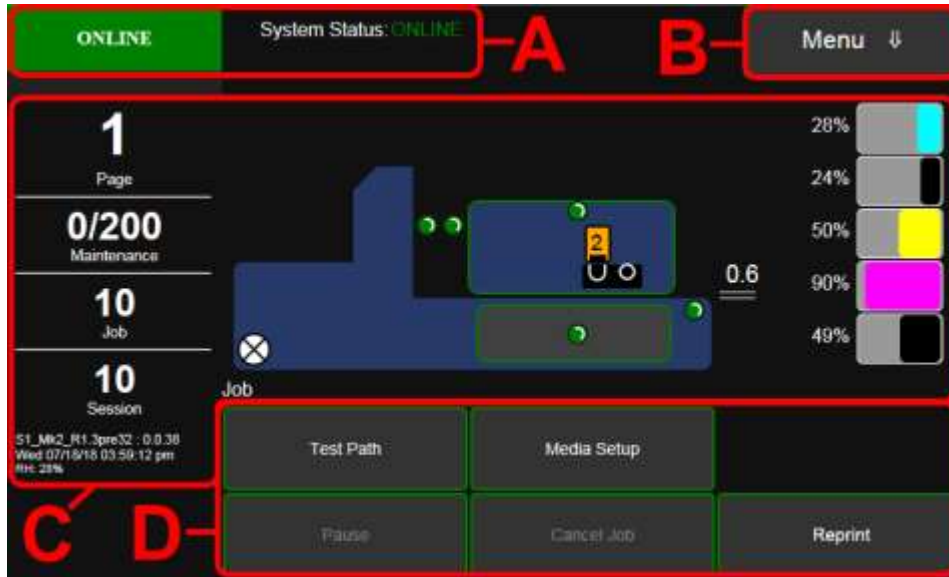 ONLINE
System Status: ONLINE
A
B
Menu ⇓
1
Page
0/200
Maintenance
10
Job
10
Session
S1_Mk2_R1.3pre32 : 0.0.38
Wed 07/18/18 03:59:12 pm
RH: 28%
2
0.6
28%
24%
50%
90%
49%
Job
C
D
Test Path
Media Setup
Pause
Cancel Job
Reprint